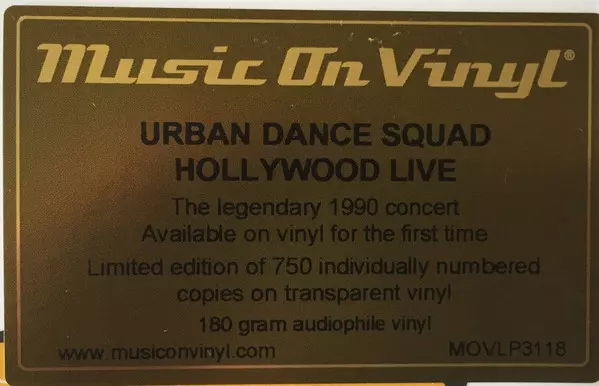 Music On Vinyl®
URBAN DANCE SQUAD
HOLLYWOOD LIVE
The legendary 1990 concert
Available on vinyl for the first time
Limited edition of 750 individually numbered
copies on transparent vinyl
180 gram audiophile vinyl
www.musiconvinyl.com MOVLP3118